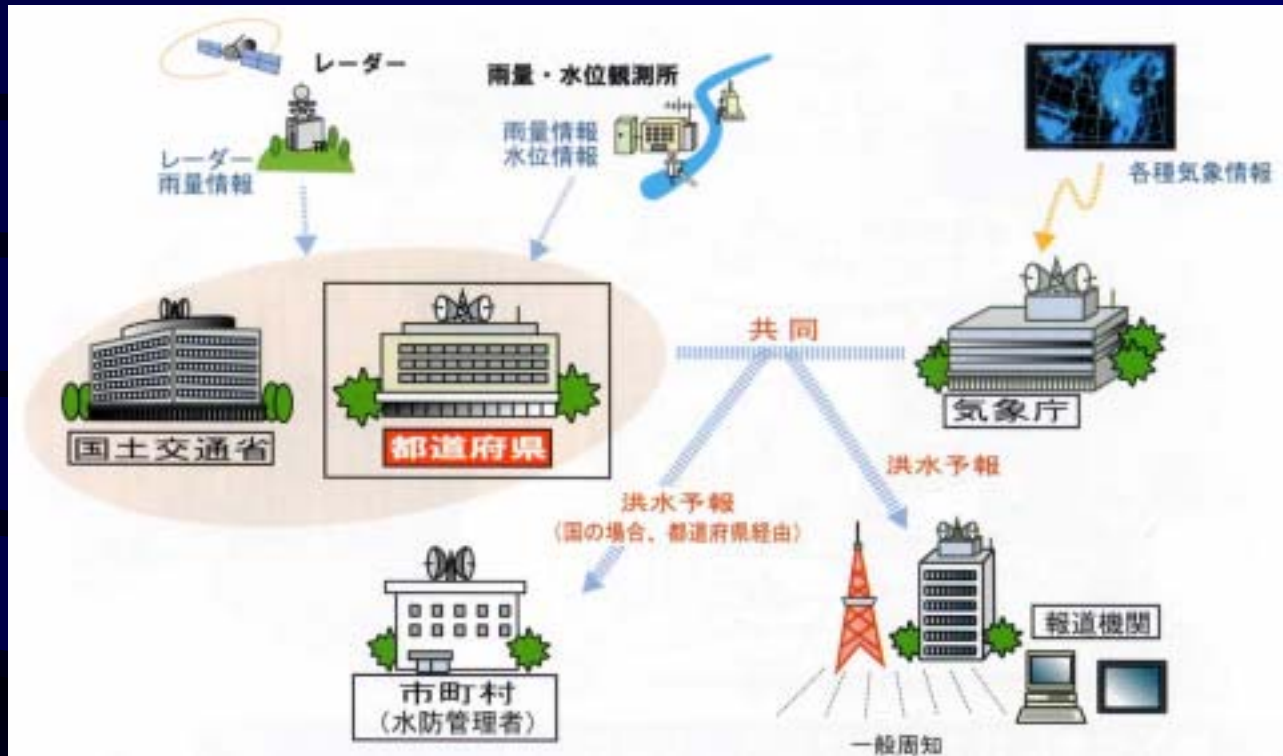 レーダー
雨量・水位観測所
雨量情報
水位情報
レーダー
雨量情報
各種気象情報
共同
気象庁
国土交通省
都道府県
洪水予報
洪水予報
（国の場合、都道府県経由）
報道機関
市町村
（水防管理者）
一般周知